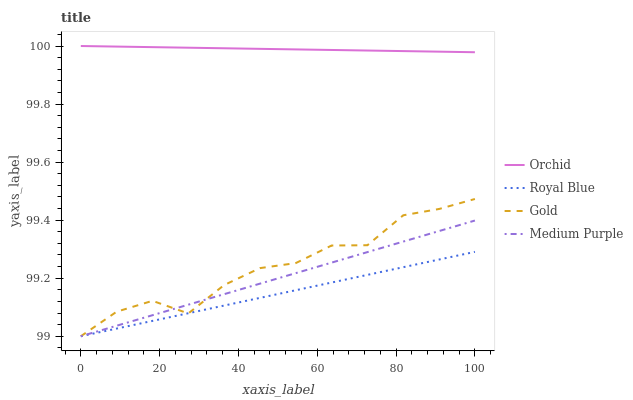 title
yaxis_label
100
99.8
99.6
99.4
99.2
99
0
20
40
60
80
100
xaxis_label
Orchid
Royal Blue
Gold
Medium Purple